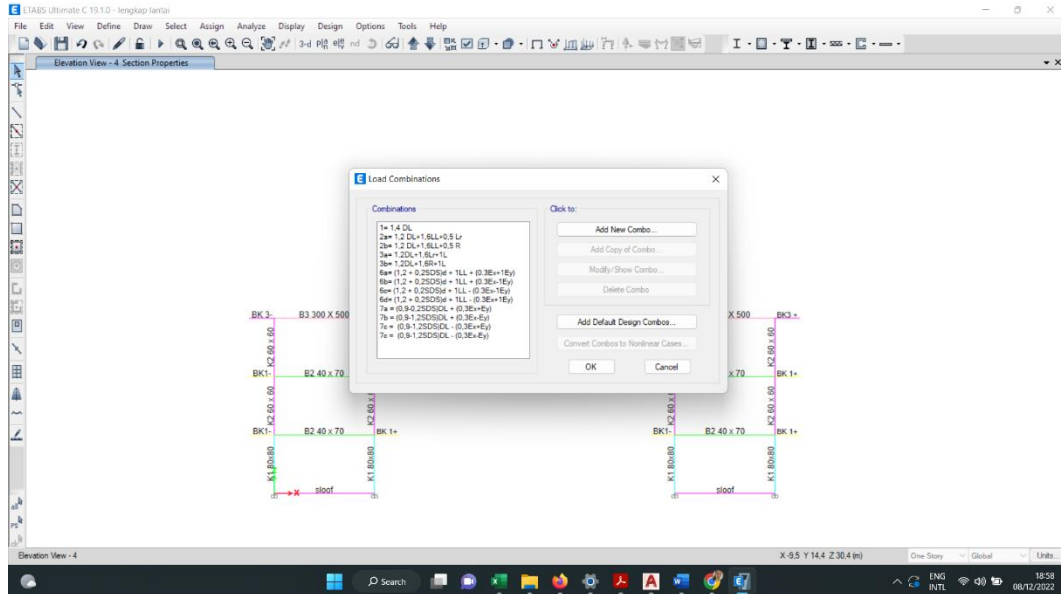 ETABS Ultimate C 19.1.0 - lengkap lantai
File Edit View Define Draw Select Assign Analyze Display Design Options Tools Help
3-d
nd
Elevation View - 4 Section Properties
Load Combinations
Combinations
Click to:
1= 1,4 DL
2a= 1,2 DL+1,6LL+0,5 Lr
2b= 1,2 DL+1,6LL+0,5 R
3a= 1,2DL+1,6Lr+1L
3b= 1,2DL+1,6R+1L
6a= (1,2 + 0,2SDS)d + 1LL + (0.3Ex+1Ey)
6b= (1,2 + 0,2SDS)d + 1LL + (0.3Ex-1Ey)
6c= (1,2 + 0,2SDS)d + 1LL - (0.3Ex-1Ey)
6d= (1,2 + 0,2SDS)d + 1LL - (0.3Ex+1Ey)
7a = (0,9-0,2SDS)DL + (0,3Ex+Ey)
7b = (0,9-1,2SDS)DL + (0,3Ex-Ey)
7c = (0,9-1,2SDS)DL - (0,3Ex+Ey)
7c = (0,9-1,2SDS)DL - (0,3Ex-Ey)
Add New Combo...
Add Copy of Combo...
Modify/Show Combo...
Delete Combo
Add Default Design Combos...
Convert Combos to Nonlinear Cases...
OK Cancel
BK 3- B3 300 X 500 X 500 BK3 +
K2 60 x 60 K2 60 x 60
BK1- B2 40 x 70 x 70 BK 1+
K2 60 x 60 K2 60 x K2 60 x K2 60 x 60
BK1- B2 40 x 70 BK 1+ BK1- B2 40 x 70 BK 1+
K1 80x80 K1 80x80 K1 80x80 K1 80x80
X sloof sloof
Elevation View - 4 X -9,5 Y 14,4 Z 30,4 (m) One Story Global Units...
Search ENG INTL 18:58
08/12/2022